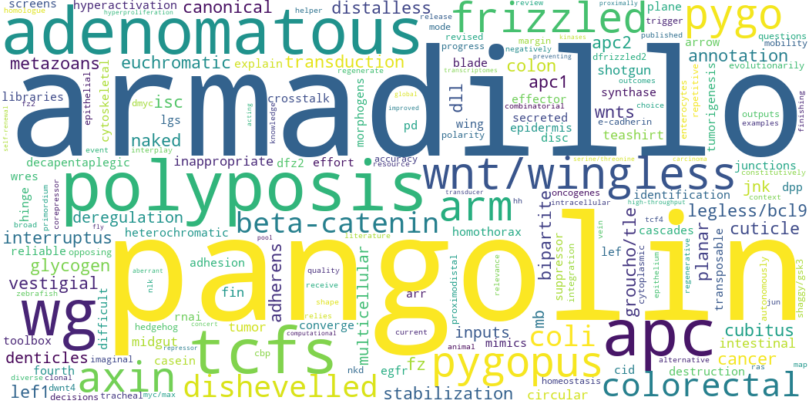 screens hyperactivation canonical distalless frizzled review proximally plane pygo
homologue hyperproliferation helper release mode trigger published mobility
adenomatous revised progress margin negatively apc2 arrow questions
metazoans euchromatic explain transduction colon blade dfrizzled2 shotgun annotation evolutionarily
armadillo
libraries epithelial cytoskeletal dmyc isc crosstalk morphogens regenerate apc1 effector kinases preventing outcomes synthase repetitive enterocytes tumorigenesis
self-renewal fz2 lgs interplay acting knowledge global improved transcriptomes dll wing polarity secreted combinatorial wnts choice e-cadherin outputs examples finishing
naked pd epidermis disc teashirt
decapentaplegic event inappropriate dfz2 effort accuracy resource serine/threonine carcinoma constitutively junctions
wres polyposis wnt/wingless identification jnk dpp
hinge broad primordium corepressor transducer hh oncogenes intracellular high-throughput context
deregulation beta-catenin arm bipartite tcf4 cascades legless/bcl9
interruptus fly heterochromatic pool literature homothorax suppressor integration vein lef groucho/tle cytoplasmic epithelium regenerative planar cuticle
reliable opposing adhesion
glycogen adherens quality multicellular proximodistal relevance transposable autonomously shaggy/gsk3
pangolin
vestigial zebrafish aberrant nlk fin receive shape arr
wg difficult rnai tumor relies converge inputs mb coli apc cubitus jun
toolbox hedgehog concert computational current mimics
denticles midgut tcfs casein cbp fz animal pygopus cid alternative intestinal
fourth imaginal repressor egfr homeostasis cancer
lef1 diverse clonal axin dishevelled nkd stabilization destruction ras map
decisions dwnt4 tracheal myc/max circular colorectal